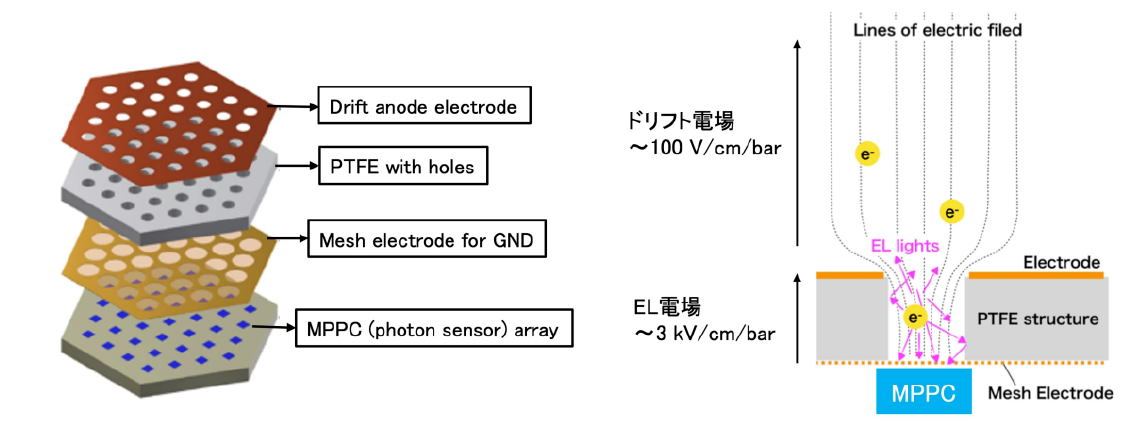 Drift anode electrode
PTFE with holes
Mesh electrode for GND
MPPC (photon sensor) array
Lines of electric filed
ドリフト電場
～100 V/cm/bar
e-
e-
EL lights
Electrode
EL電場
～3 kV/cm/bar
e-
PTFE structure
MPPC
Mesh Electrode